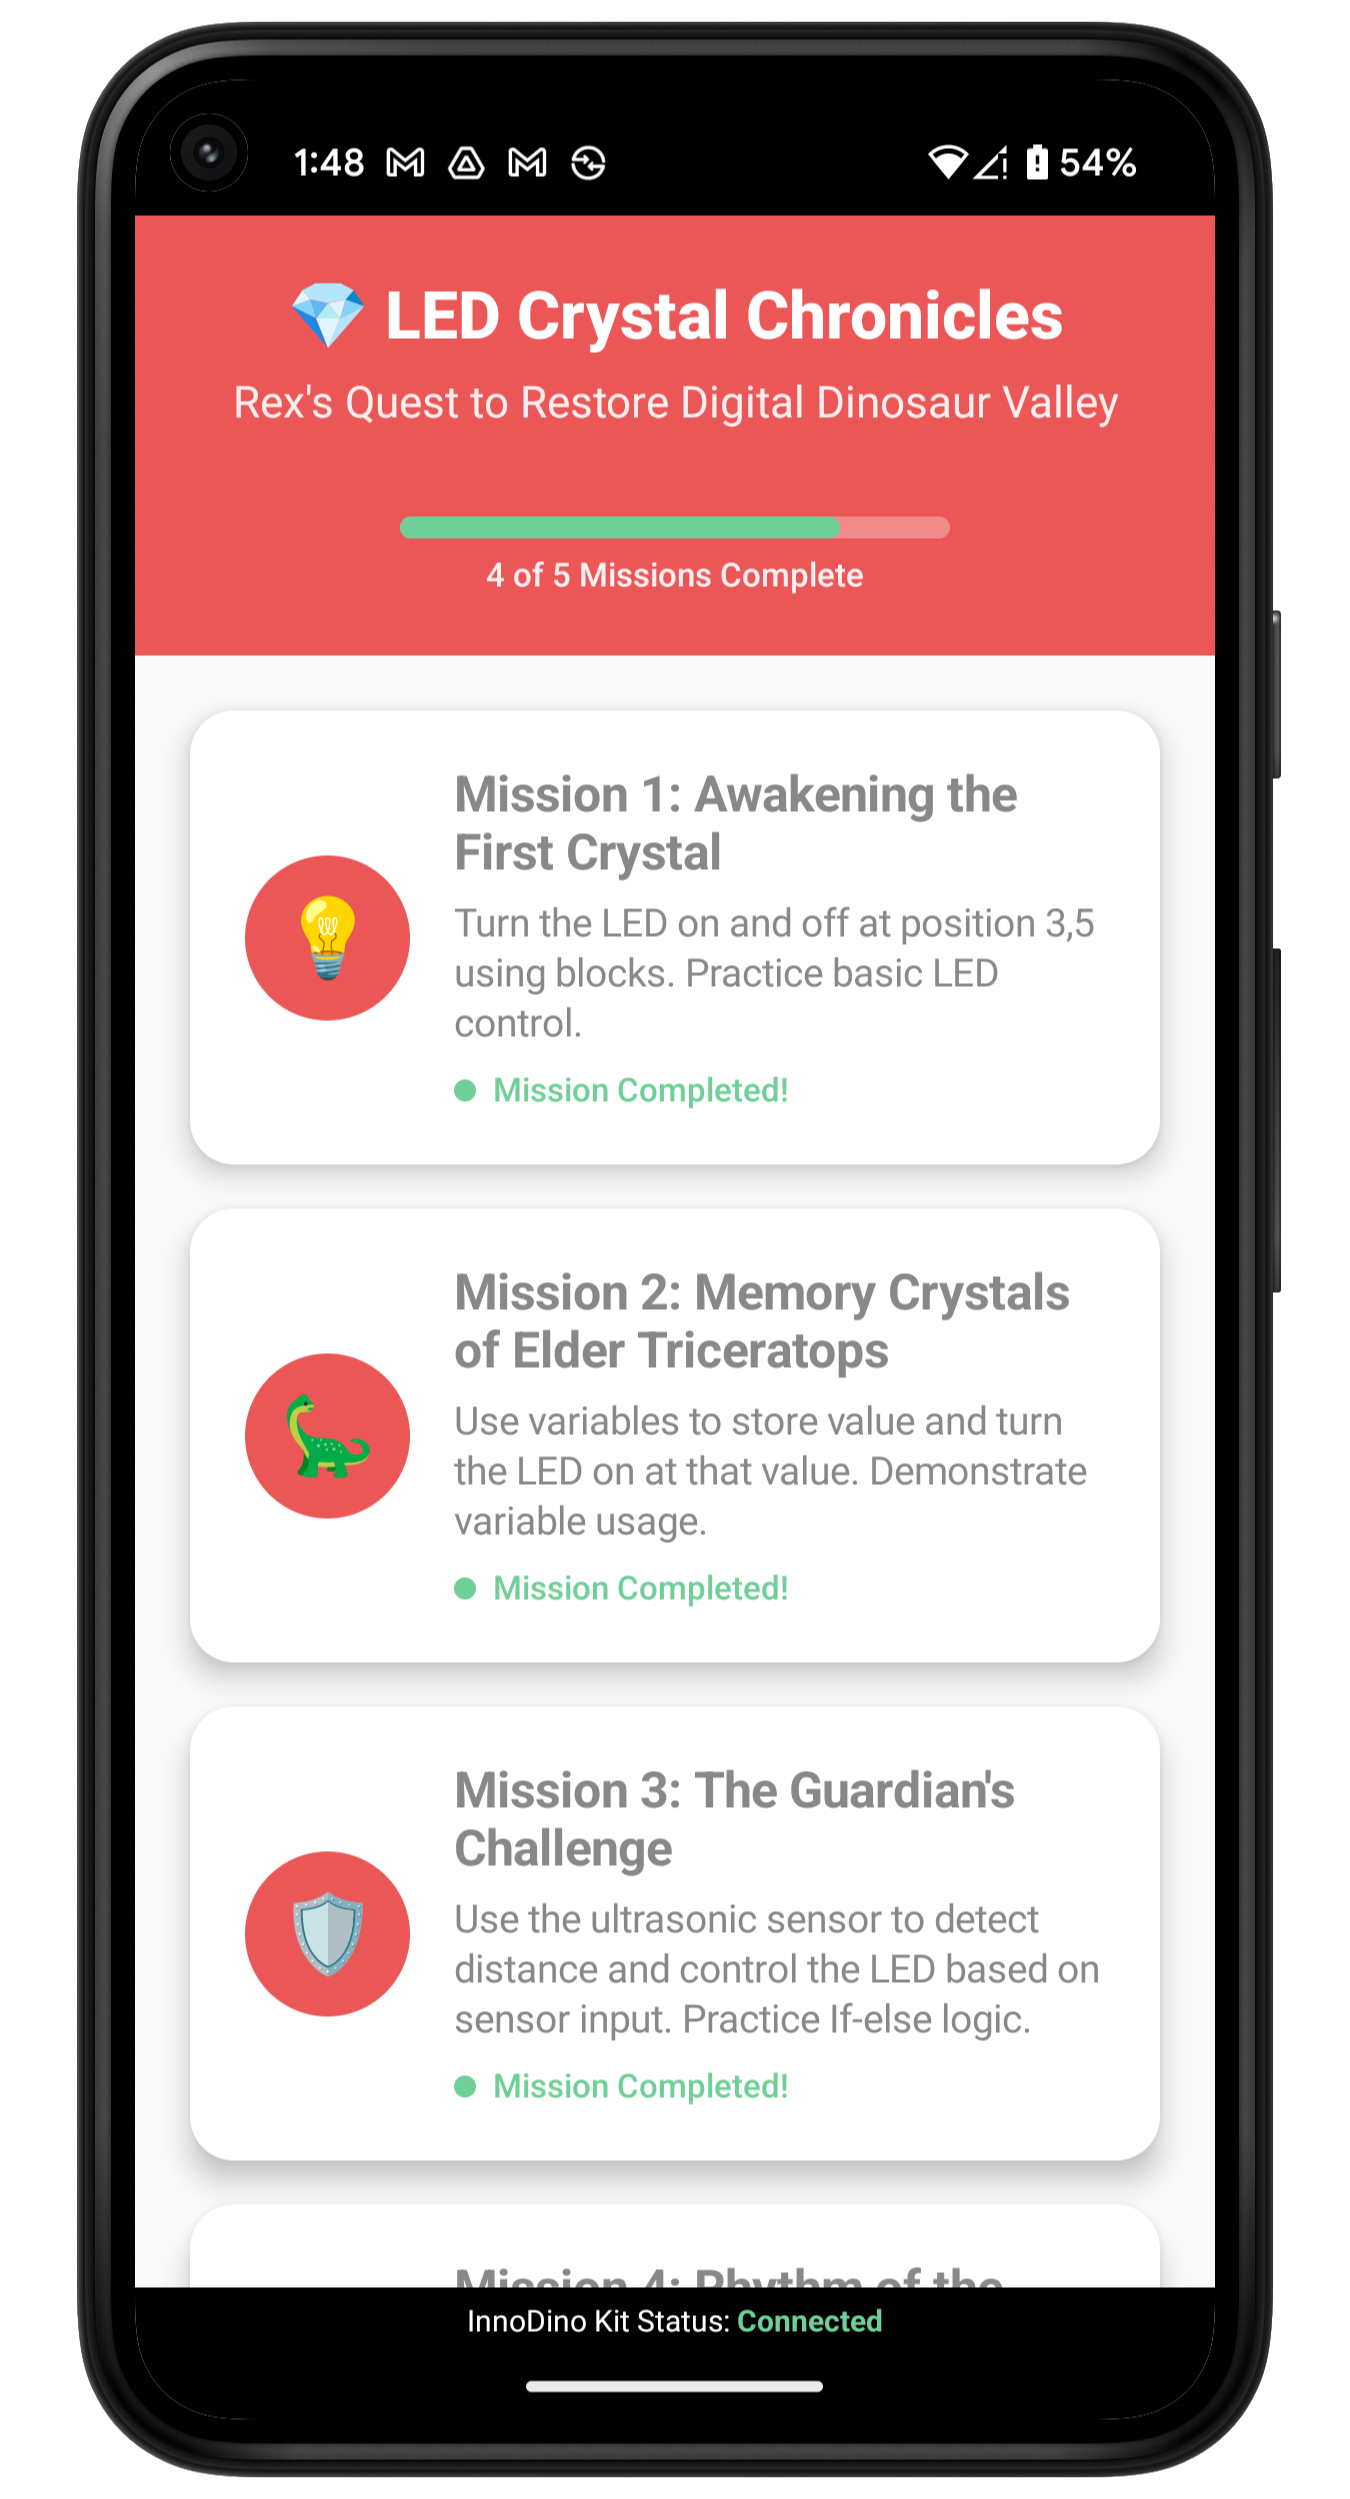 1:48
54%
LED Crystal Chronicles
Rex's Quest to Restore Digital Dinosaur Valley
4 of 5 Missions Complete
Mission 1: Awakening the
First Crystal
Turn the LED on and off at position 3,5
using blocks. Practice basic LED
control.
Mission Completed!
Mission 2: Memory Crystals
of Elder Triceratops
Use variables to store value and turn
the LED on at that value. Demonstrate
variable usage.
Mission Completed!
Mission 3: The Guardian's
Challenge
Use the ultrasonic sensor to detect
distance and control the LED based on
sensor input. Practice If-else logic.
Mission Completed!
Mission 4: Rhythm of the
InnoDino Kit Status: Connected